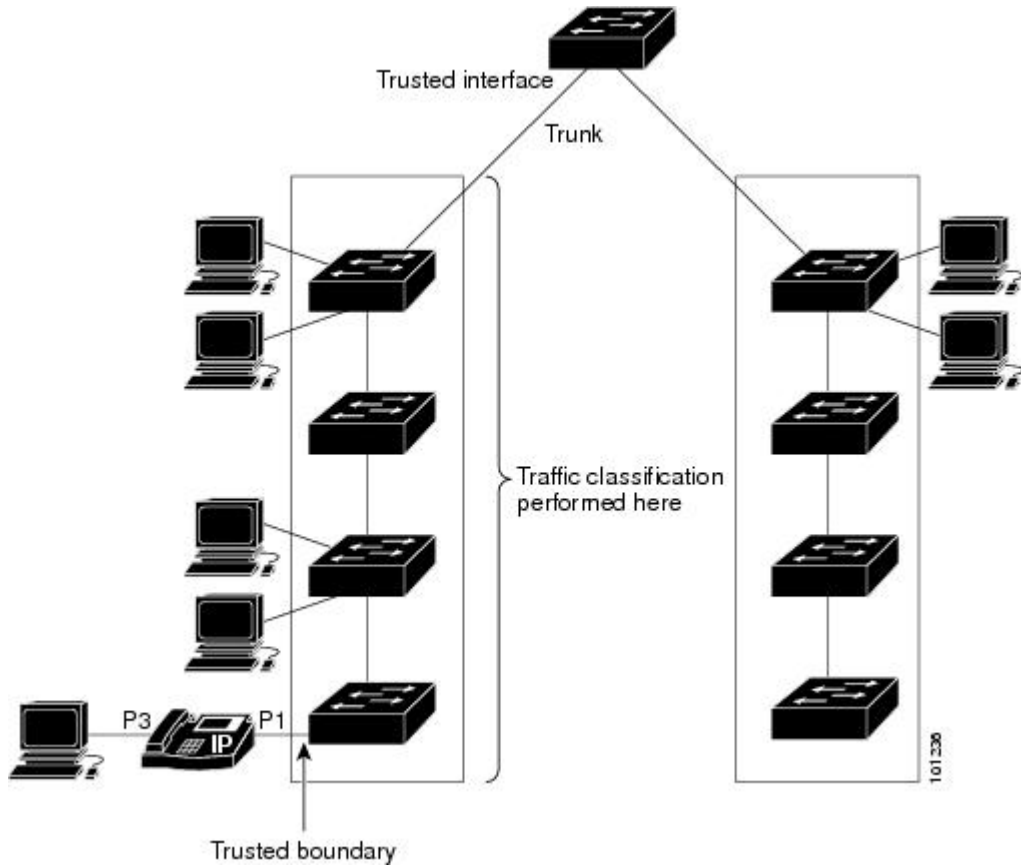 Trusted interface
Trunk
Traffic classification
performed here
P3
IP
P1
Trusted boundary
101236